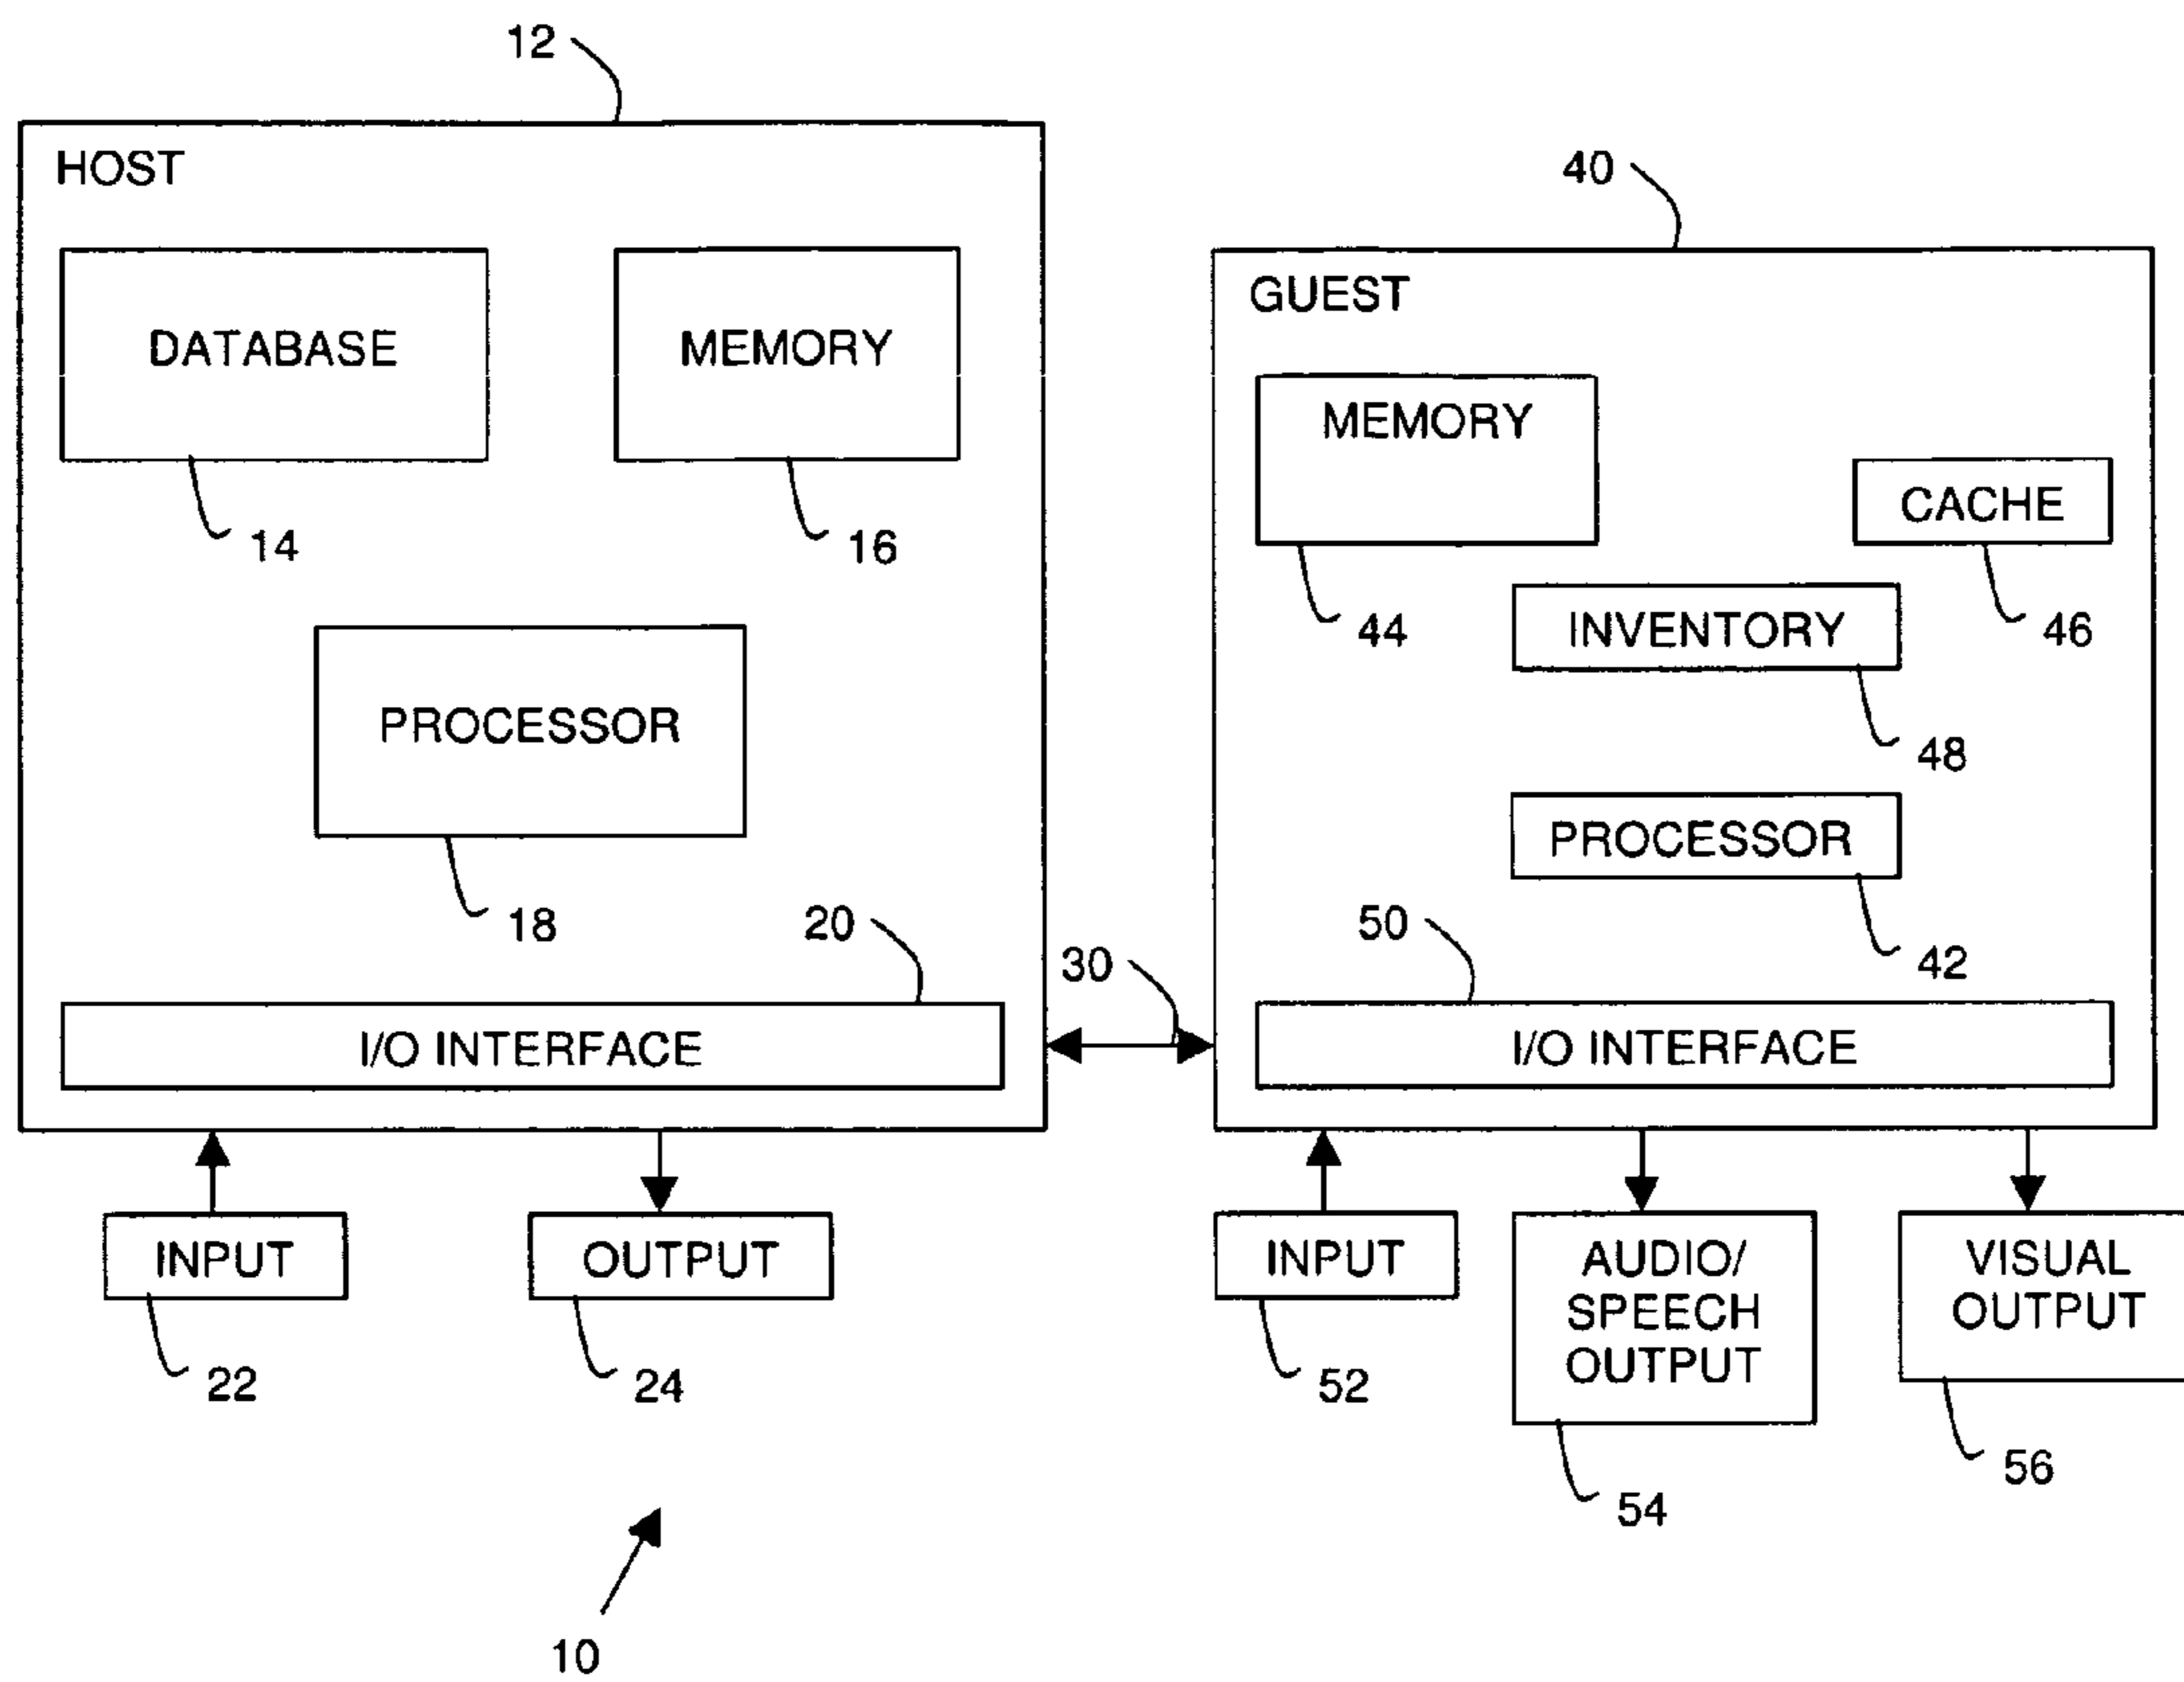 12
HOST
DATABASE
MEMORY
14
16
PROCESSOR
18
20
I/O INTERFACE
30
40
GUEST
MEMORY
CACHE
44
46
INVENTORY
48
PROCESSOR
42
50
I/O INTERFACE
INPUT
22
OUTPUT
24
INPUT
52
AUDIO/
SPEECH
OUTPUT
54
VISUAL
OUTPUT
56
10